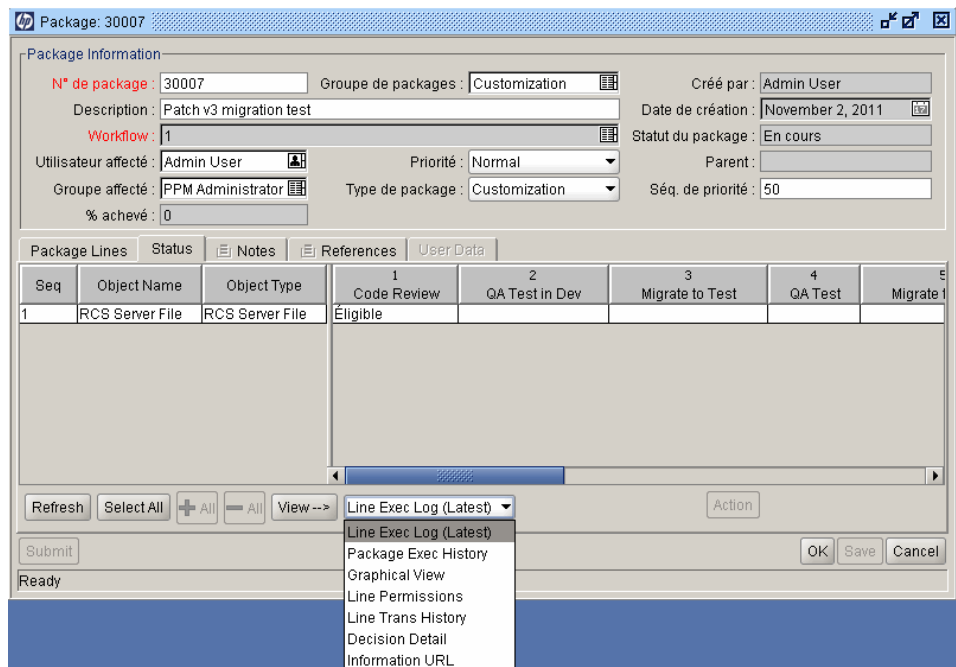 hp Package: 30007
Package Information
N° de package : 30007 Groupe de packages : Customization Créé par : Admin User
Description : Patch v3 migration test Date de création : November 2, 2011
Workflow : 1 Statut du package : En cours
Utilisateur affecté : Admin User Priorité : Normal Parent :
Groupe affecté : PPM Administrator Type de package : Customization Séq. de priorité : 50
% achevé : 0
Package Lines Status Notes References User Data
Seq Object Name Object Type 1 Code Review 2 QA Test in Dev 3 Migrate to Test 4 QA Test 5 Migrate t
1 RCS Server File RCS Server File Éligible
Refresh Select All All All View --> Line Exec Log (Latest) Action
Line Exec Log (Latest)
Submit OK Save Cancel
Package Exec History
Graphical View
Ready
Line Permissions
Line Trans History
Decision Detail
Information URL